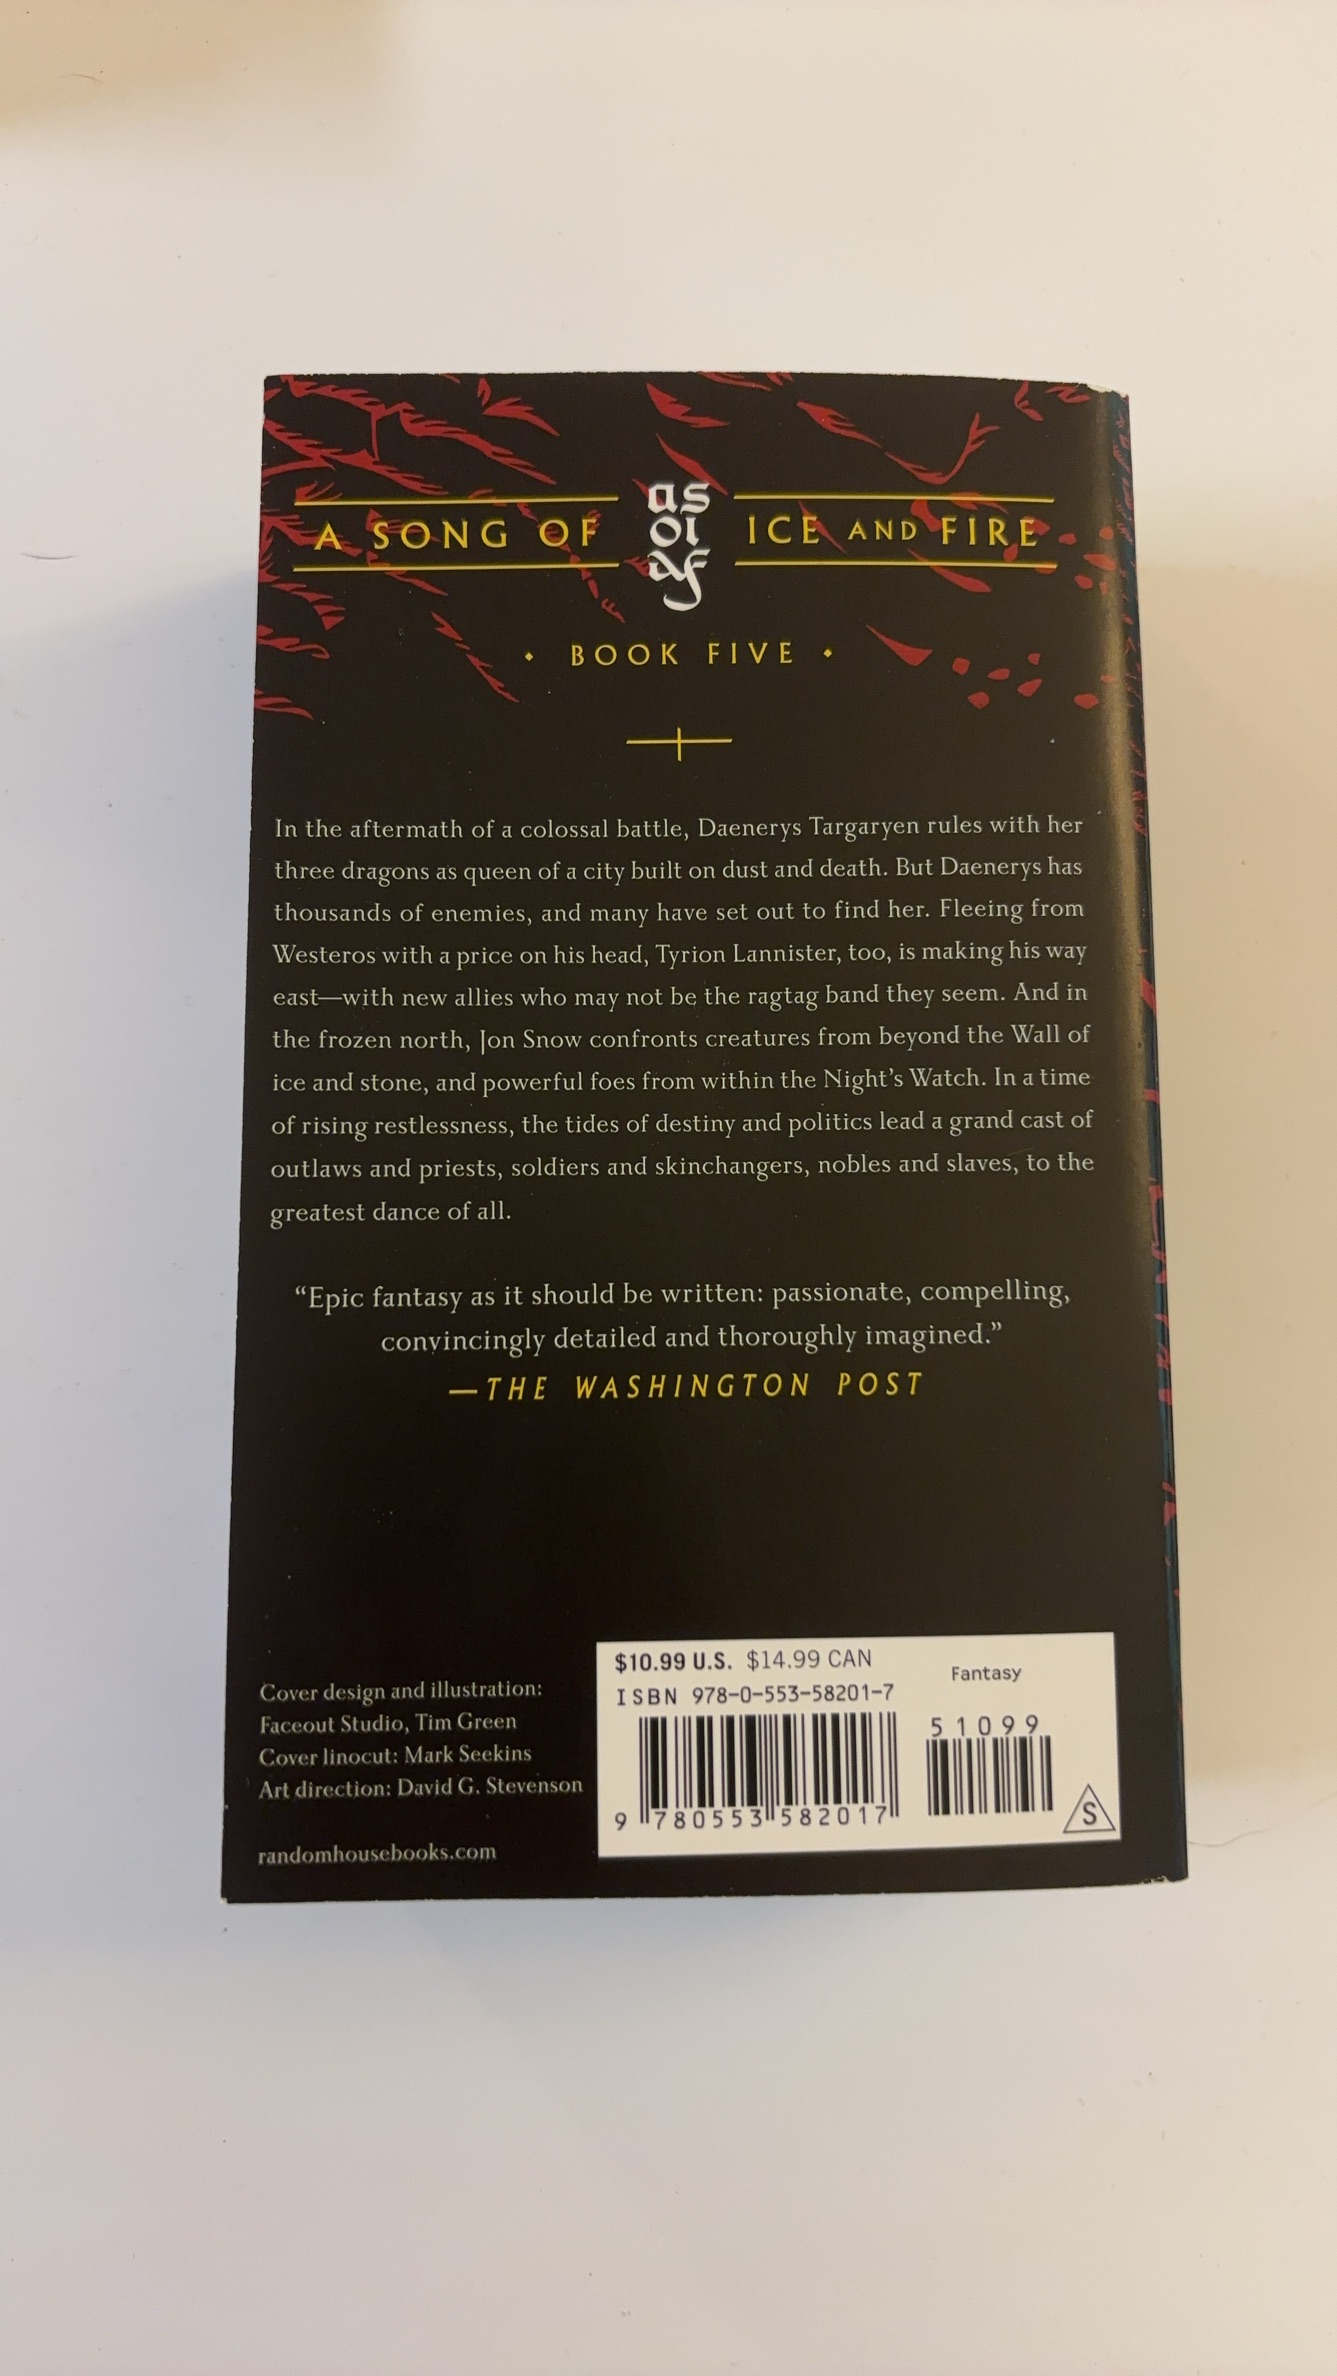 A SONG OF as oi af ICE AND FIRE
• BOOK FIVE •
In the aftermath of a colossal battle, Daenerys Targaryen rules with her
three dragons as queen of a city built on dust and death. But Daenerys has
thousands of enemies, and many have set out to find her. Fleeing from
Westeros with a price on his head, Tyrion Lannister, too, is making his way
east—with new allies who may not be the ragtag band they seem. And in
the frozen north, Jon Snow confronts creatures from beyond the Wall of
ice and stone, and powerful foes from within the Night's Watch. In a time
of rising restlessness, the tides of destiny and politics lead a grand cast of
outlaws and priests, soldiers and skinchangers, nobles and slaves, to the
greatest dance of all.
“Epic fantasy as it should be written: passionate, compelling,
convincingly detailed and thoroughly imagined.”
—THE WASHINGTON POST
Cover design and illustration:
Faceout Studio, Tim Green
Cover linocut: Mark Seekins
Art direction: David G. Stevenson
randomhousebooks.com
$10.99 U.S. $14.99 CAN
ISBN 978-0-553-58201-7
Fantasy
51099
9 780553 582017
S